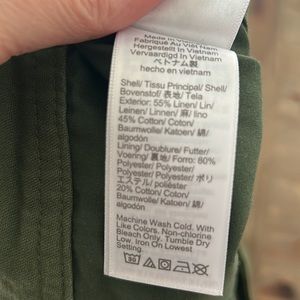 Made in Vietnam
Fabriqué Au Viêt Nam
Hergestellt In Vietnam
Vervaardigd In Vietnam
ベトナム製
hecho en vietnam
Shell/ Tissu Principal/ Shell/
Bovenstof/ 表地/ Tela
Exterior: 55% Linen/ Lin/
Leinen/ Linnen/ 麻/ Lino
45% Cotton/ Coton/
Baumwolle/ Katoen/ 綿/
algodón
Lining/ Doublure/ Futter/
Voering/ 裏地/ Forro: 80%
Polyester/ Polyester/
Polyester/ Polyester/ ポリ
エステル/ poliéster
20% Cotton/ Coton/
Baumwolle/ Katoen/ 綿/
algodón
Machine Wash Cold. With
Like Colors. Non-chlorine
Bleach Only. Tumble Dry
Low. Iron On Lowest
Setting.